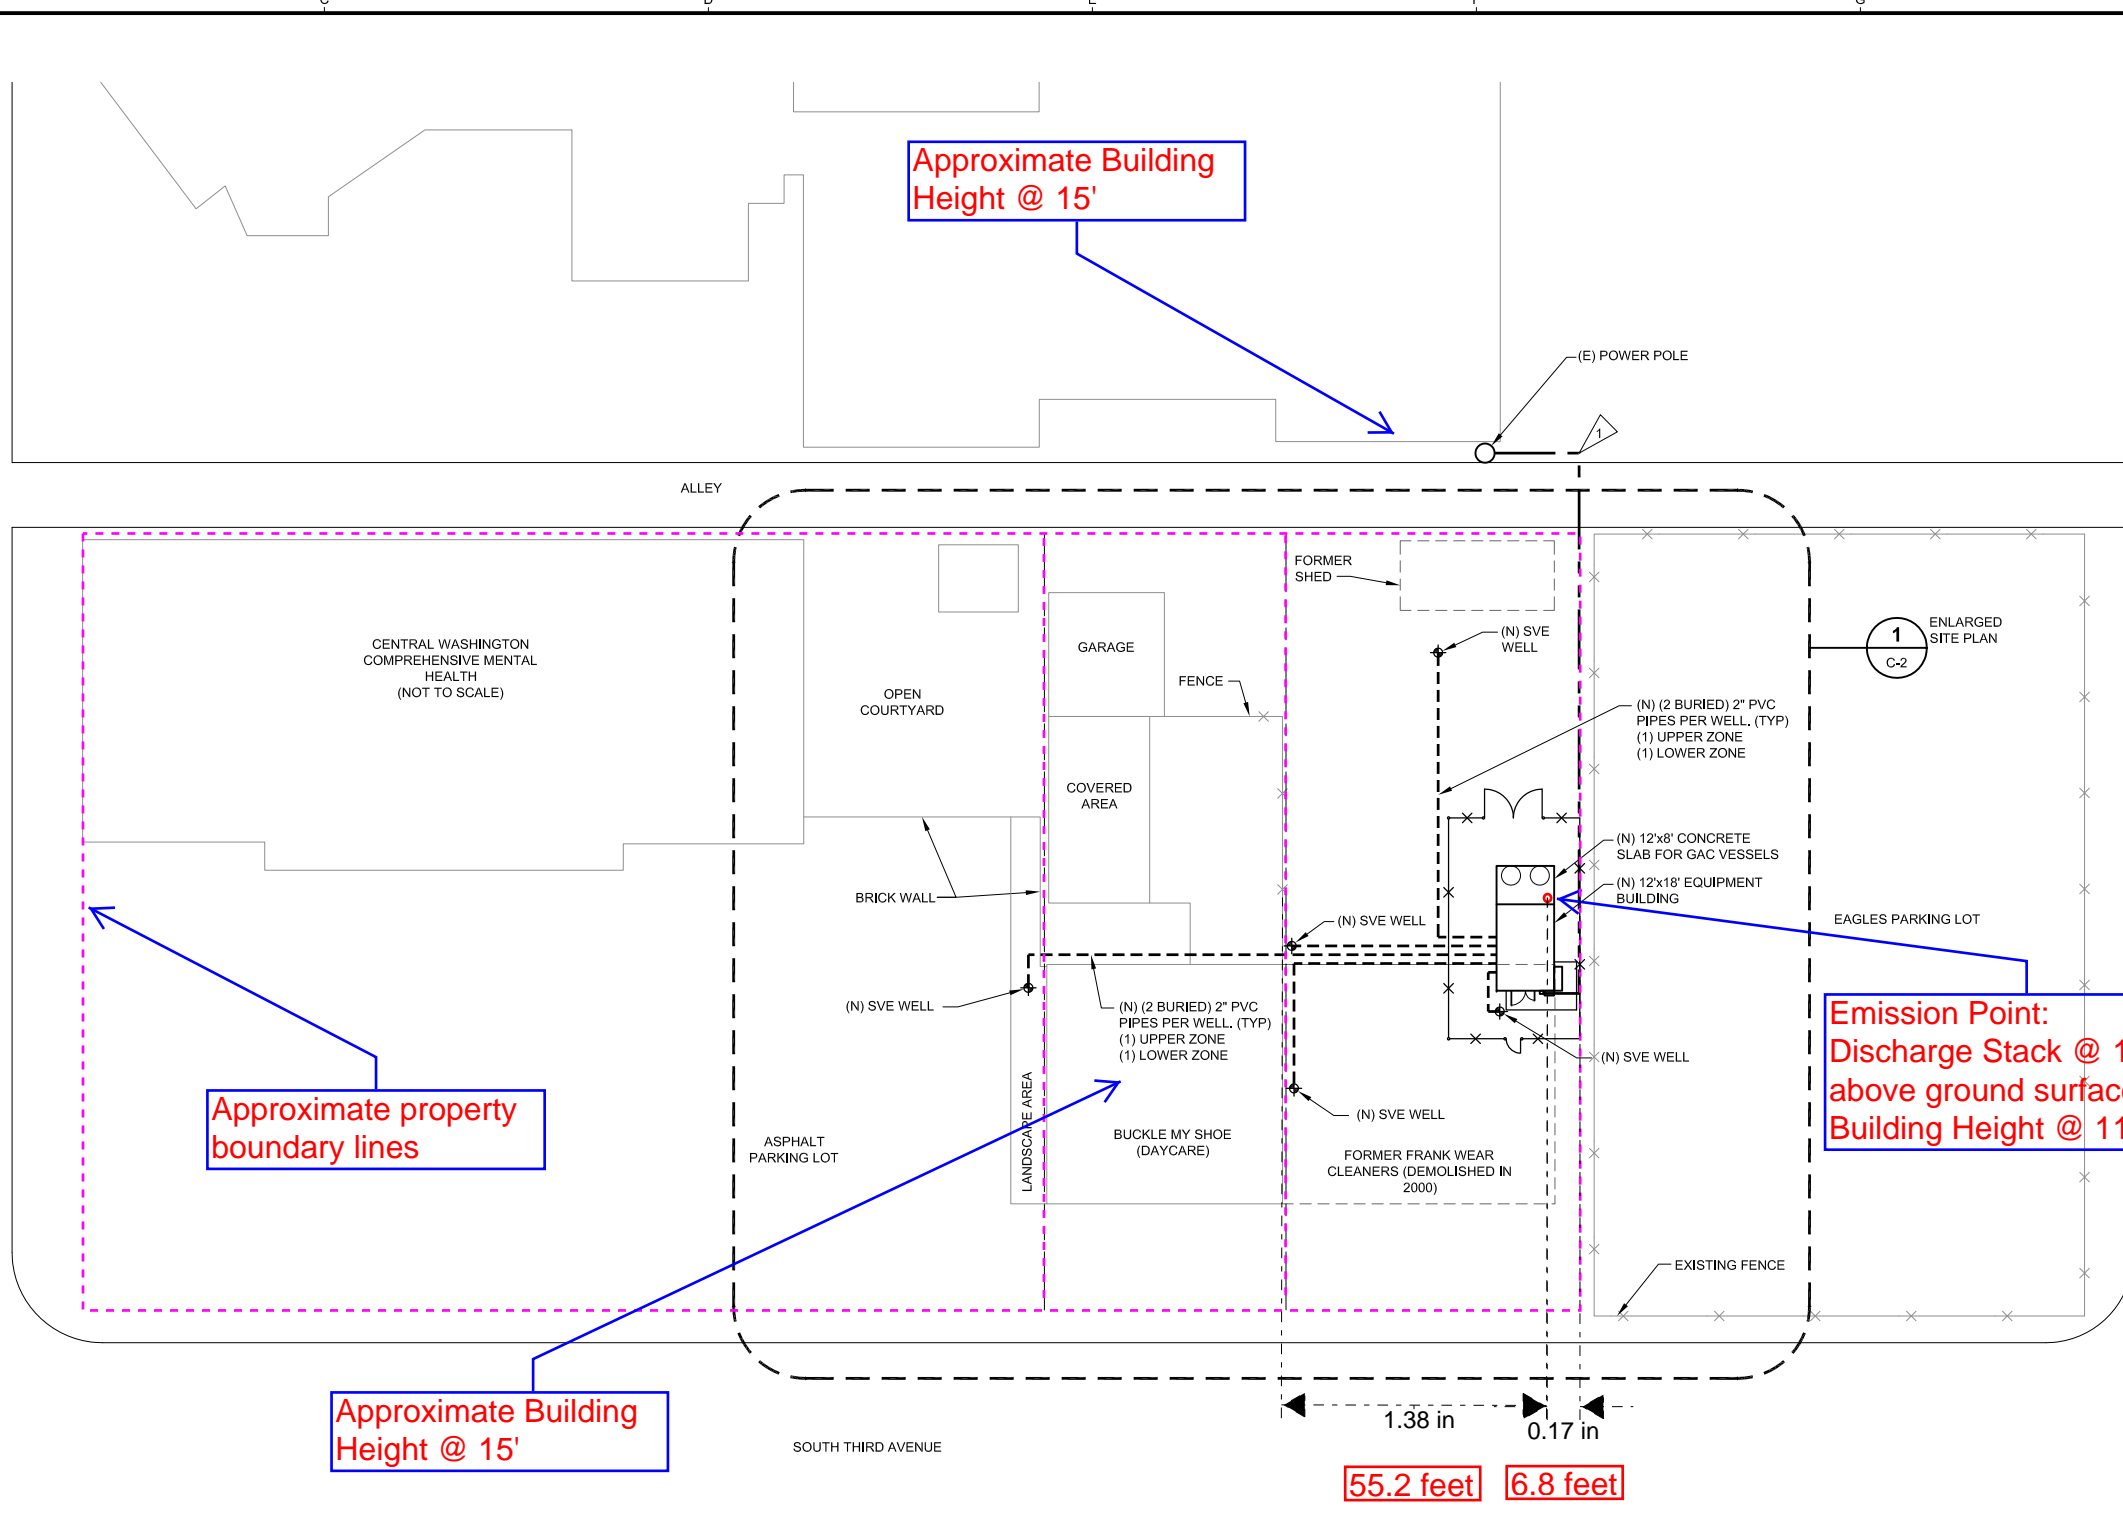 Approximate Building
Height @ 15'
(E) POWER POLE
1
ALLEY
FORMER
SHED
(N) SVE
WELL
1
C-2
ENLARGED
SITE PLAN
CENTRAL WASHINGTON
COMPREHENSIVE MENTAL
HEALTH
(NOT TO SCALE)
GARAGE
FENCE
OPEN
COURTYARD
(N) (2 BURIED) 2" PVC
PIPES PER WELL. (TYP)
(1) UPPER ZONE
(1) LOWER ZONE
COVERED
AREA
(N) 12'x8' CONCRETE
SLAB FOR GAC VESSELS
(N) 12'x18' EQUIPMENT
BUILDING
BRICK WALL
(N) SVE WELL
EAGLES PARKING LOT
(N) SVE WELL
(N) (2 BURIED) 2" PVC
PIPES PER WELL. (TYP)
(1) UPPER ZONE
(1) LOWER ZONE
Emission Point:
Discharge Stack @ 1
above ground surface
Building Height @ 11
(N) SVE WELL
Approximate property
boundary lines
LANDSCAPE AREA
(N) SVE WELL
ASPHALT
PARKING LOT
BUCKLE MY SHOE
(DAYCARE)
FORMER FRANK WEAR
CLEANERS (DEMOLISHED IN
2000)
EXISTING FENCE
Approximate Building
Height @ 15'
SOUTH THIRD AVENUE
1.38 in
0.17 in
55.2 feet
6.8 feet